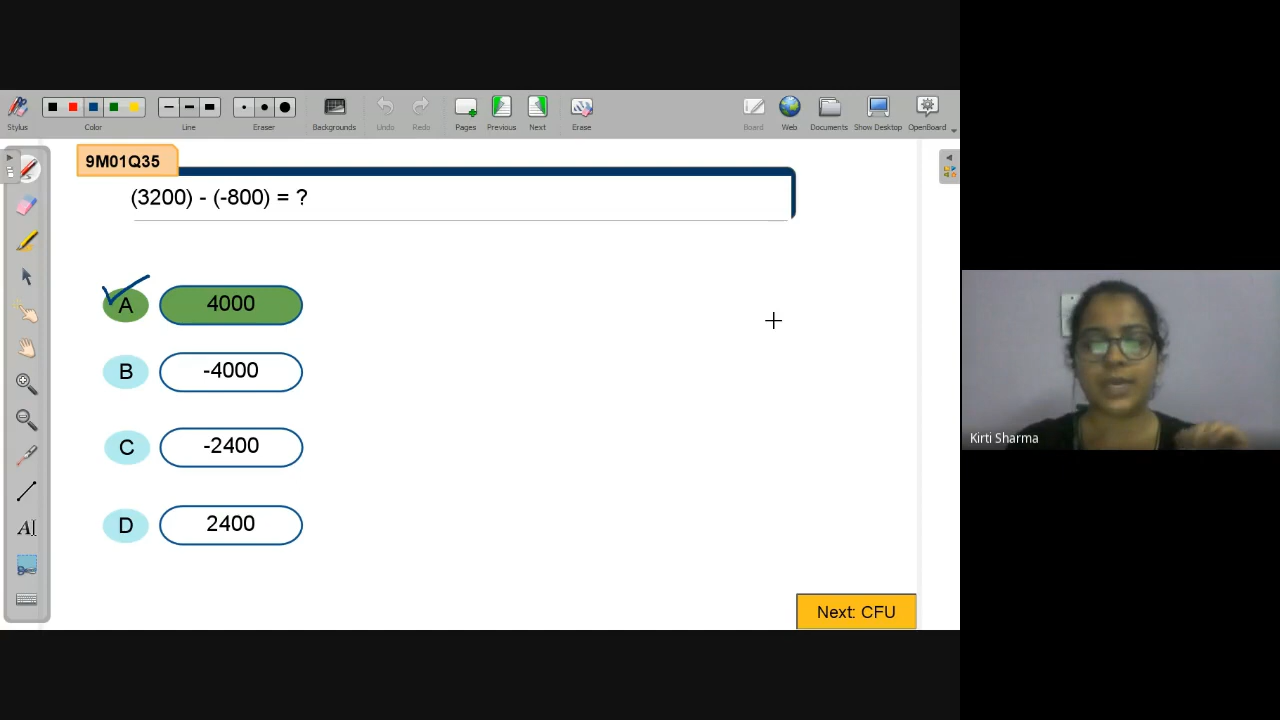 Stylus
Color
Line
Eraser
Backgrounds
Undo
Redo
Pages
Previous
Next
Erase
Board
Web
Documents
Show Desktop
OpenBoard
9M01Q35
(3200) - (-800) = ?
A 4000
B -4000
C -2400
D 2400
Next: CFU
Kirti Sharma